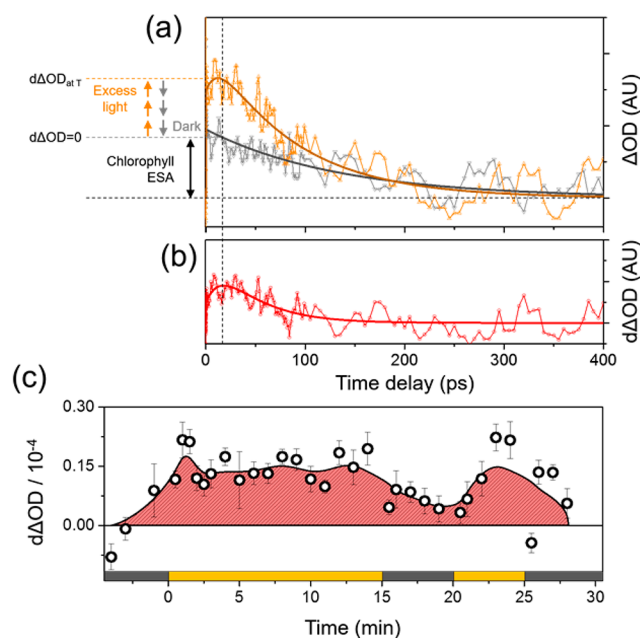 (a)
dΔOD at T
Excess
light
Dark
dΔOD=0
Chlorophyll
ESA
ΔOD (AU)
(b)
dΔOD (AU)
0 100 200 300 400
Time delay (ps)
(c)
0.30
0.15
0.00
dΔOD / 10-4
0 5 10 15 20 25 30
Time (min)